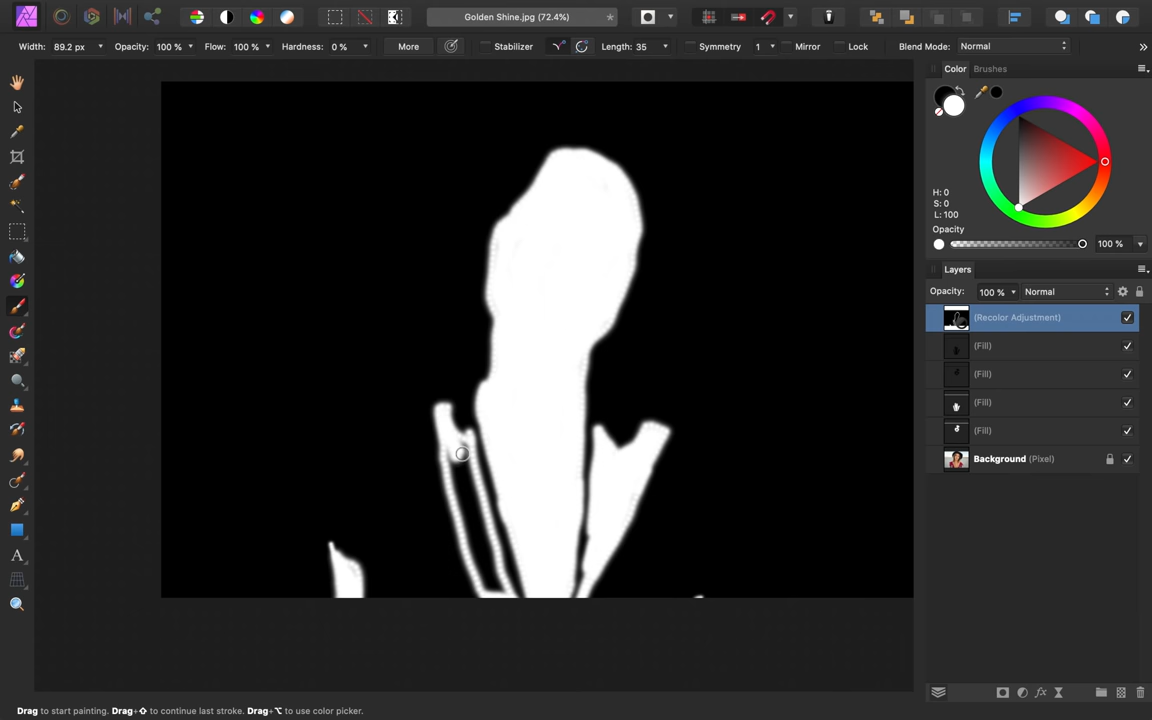 Golden Shine.jpg (72.4%)
Width: 89.2 px Opacity: 100 % Flow: 100 % Hardness: 0 % More Stabilizer Length: 35 Symmetry 1 Mirror Lock Blend Mode: Normal
Color Brushes
H: 0
S: 0
L: 100
Opacity
100 %
Layers
Opacity: 100 % Normal
(Recolor Adjustment)
(Fill)
(Fill)
(Fill)
(Fill)
Background (Pixel)
A
fx
Drag to start painting. Drag+⇧ to continue last stroke. Drag+⌥ to use color picker.